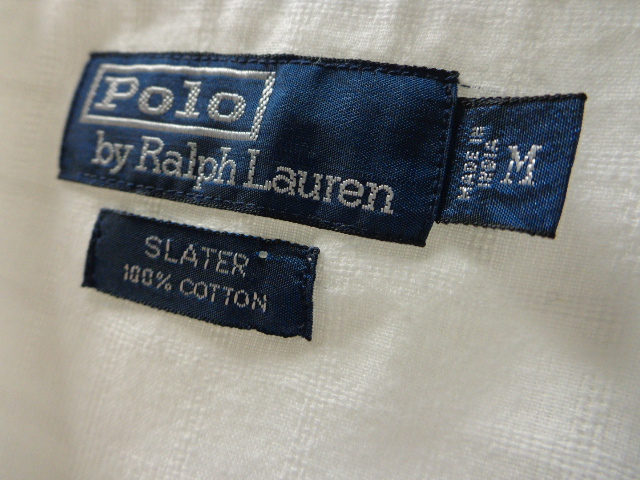 Polo
by Ralph Lauren
MADE IN
INDIA
M
SLATER
100% COTTON